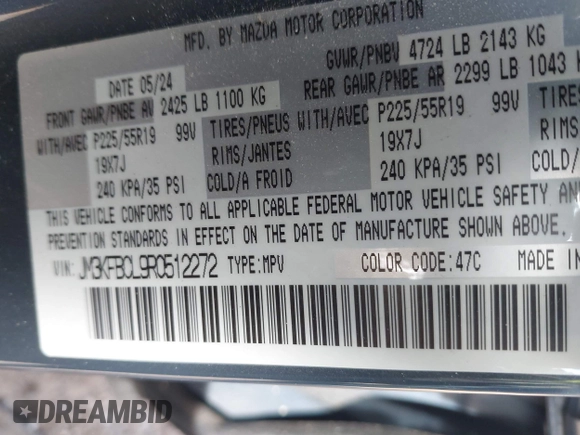 MFD. BY MAZDA MOTOR CORPORATION
DATE 05/24 GVWR/PNBV 4724 LB 2143 KG
FRONT GAWR/PNBE AV 2425 LB 1100 KG REAR GAWR/PNBE AR 2299 LB 1043 K
WITH/AVEC P225/55R19 99V TIRES/PNEUS WITH/AVEC P225/55R19 99V TIRES/
19X7J RIMS/JANTES 19X7J RIMS/
240 KPA/35 PSI COLD/A FROID 240 KPA/35 PSI COLD/
THIS VEHICLE CONFORMS TO ALL APPLICABLE FEDERAL MOTOR VEHICLE SAFETY AN
PREVENTION STANDARDS IN EFFECT ON THE DATE OF MANUFACTURE SHOWN ABOVE.
VIN: JM3KFBCL9R0512272 TYPE:MPV COLOR CODE:47C MADE IN
DREAMBID